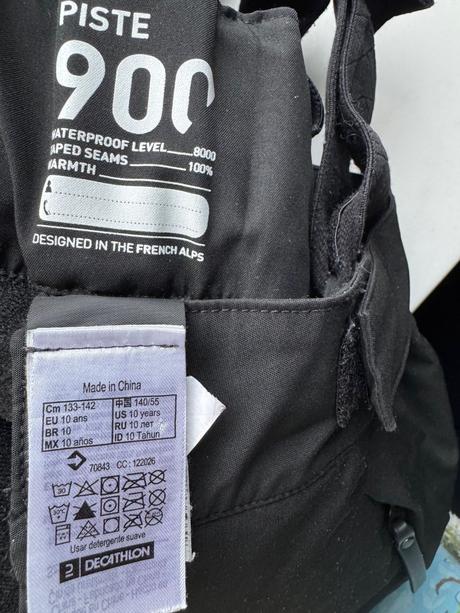 PISTE
900
WATERPROOF LEVEL 8000
TAPED SEAMS 100%
WARMTH
DESIGNED IN THE FRENCH ALPS
Made in China
Cm 133-142 中国 140/55
EU 10 ans US 10 years
BR 10 RU 10 лет
MX 10 años ID 10 Tahun
70843 CC: 122026
30
Usar detergente suave
DECATHLON